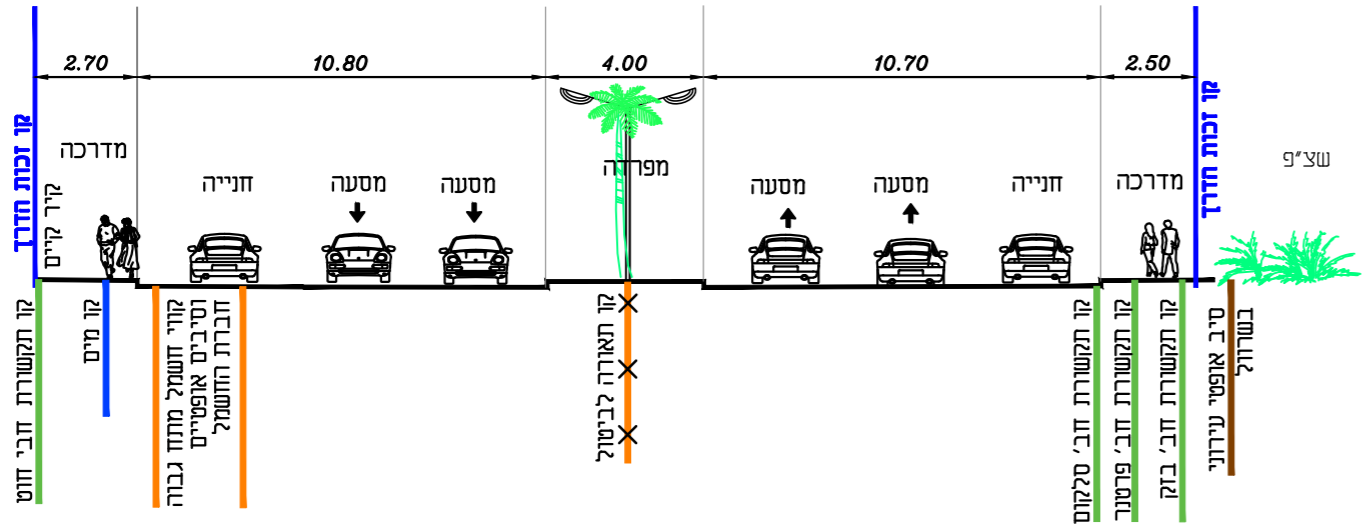 2.70
10.80
4.00
10.70
2.50
קו זכות הדרך
קו זכות הדרך
קיר קיים
מדרכה
חנייה
מסעה
מסעה
מפרדה
מסעה
מסעה
חנייה
מדרכה
שצ"פ
קו תקשורת חבי חוט
קו מים
קווי חשמל מתח גבוה
וסיבים אופטיים
חברת החשמל
קו תאורה לביטול
קו תקשורת חב' סלקום
קו תקשורת חב' פרטנר
קו תקשורת חב' בזק
סיב אופטי עירוני
בשרוול